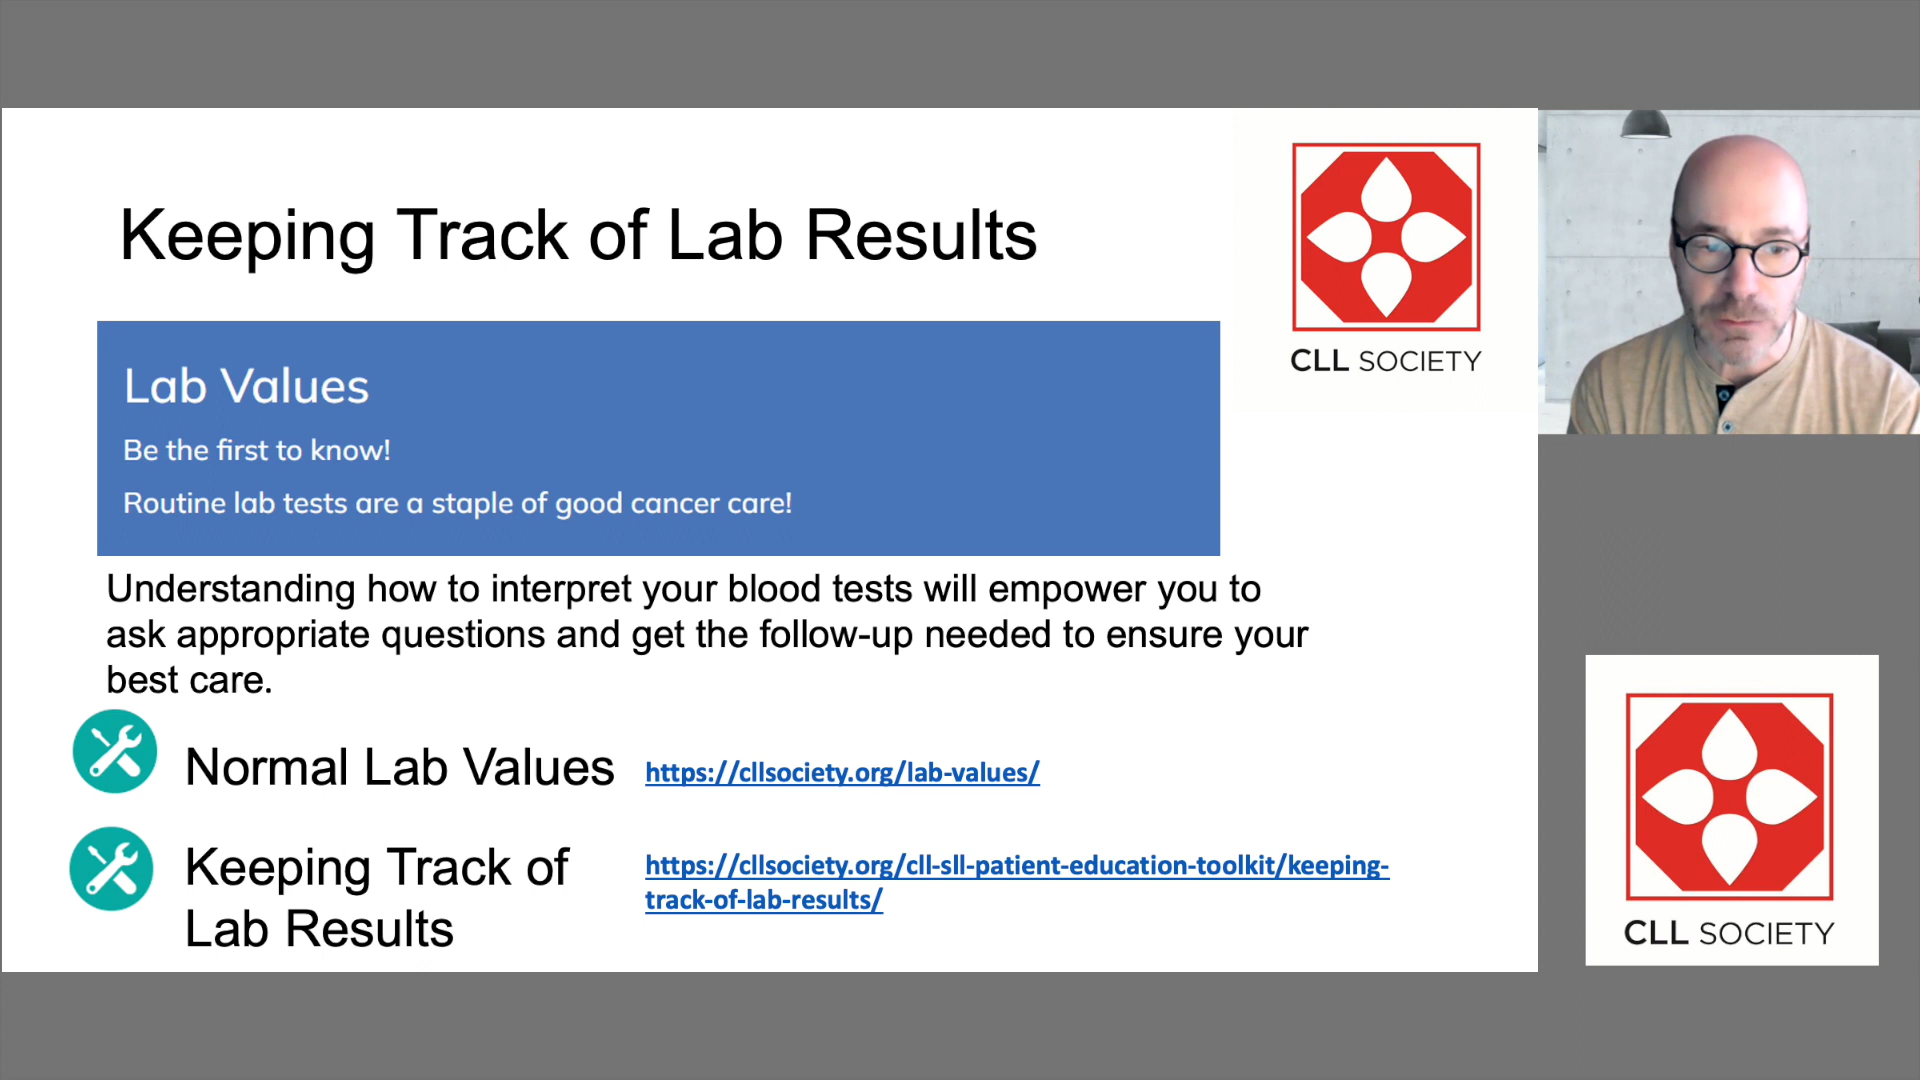 Keeping Track of Lab Results
CLL SOCIETY
Lab Values
Be the first to know!
Routine lab tests are a staple of good cancer care!
Understanding how to interpret your blood tests will empower you to
ask appropriate questions and get the follow-up needed to ensure your
best care.
Normal Lab Values https://cllsociety.org/lab-values/
Keeping Track of
Lab Results
https://cllsociety.org/cll-sll-patient-education-toolkit/keeping-
track-of-lab-results/
CLL SOCIETY